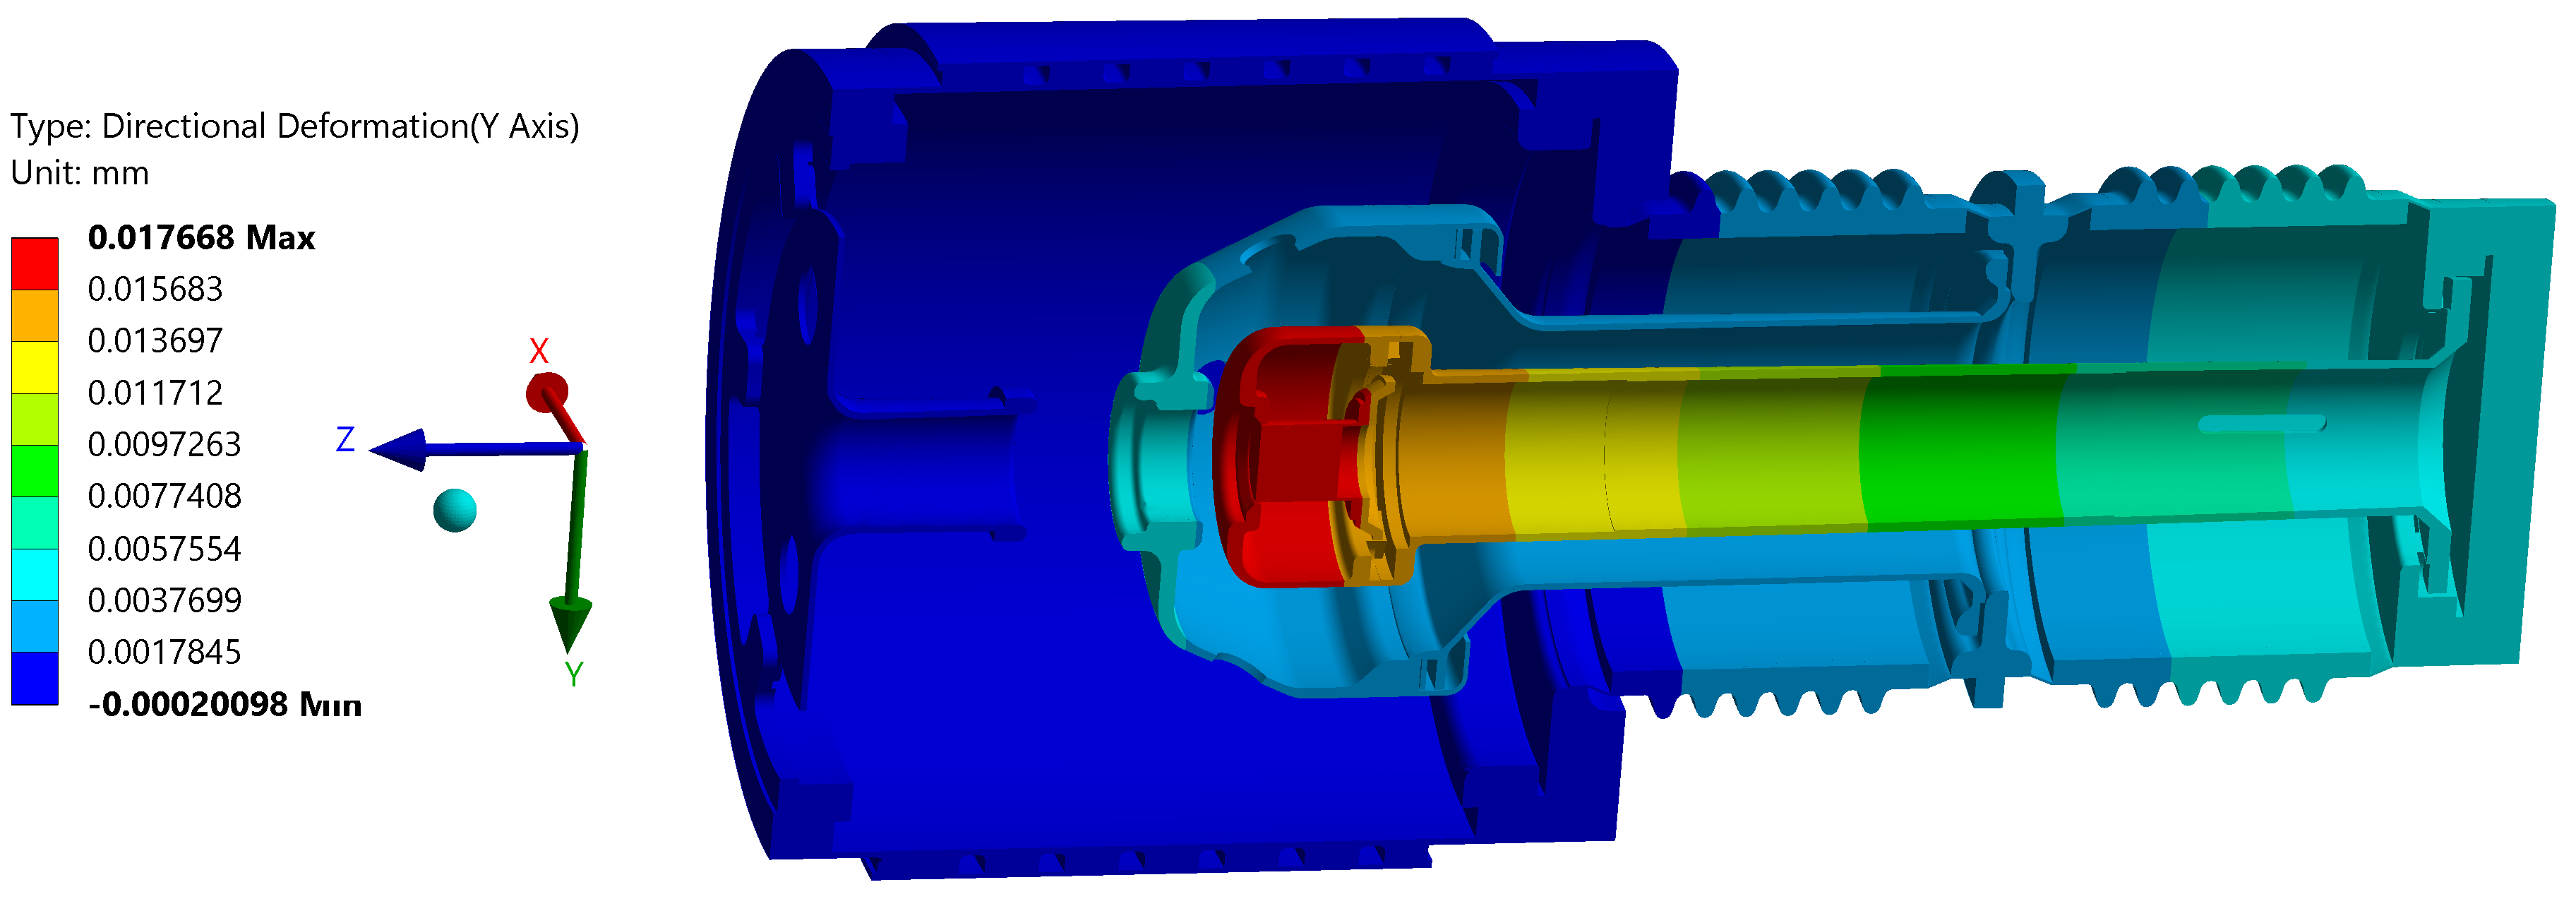 Type: Directional Deformation(Y Axis)
Unit: mm
0.017668 Max
0.015683
0.013697
0.011712
0.0097263
0.0077408
0.0057554
0.0037699
0.0017845
-0.00020098 Min
X
Z
Y